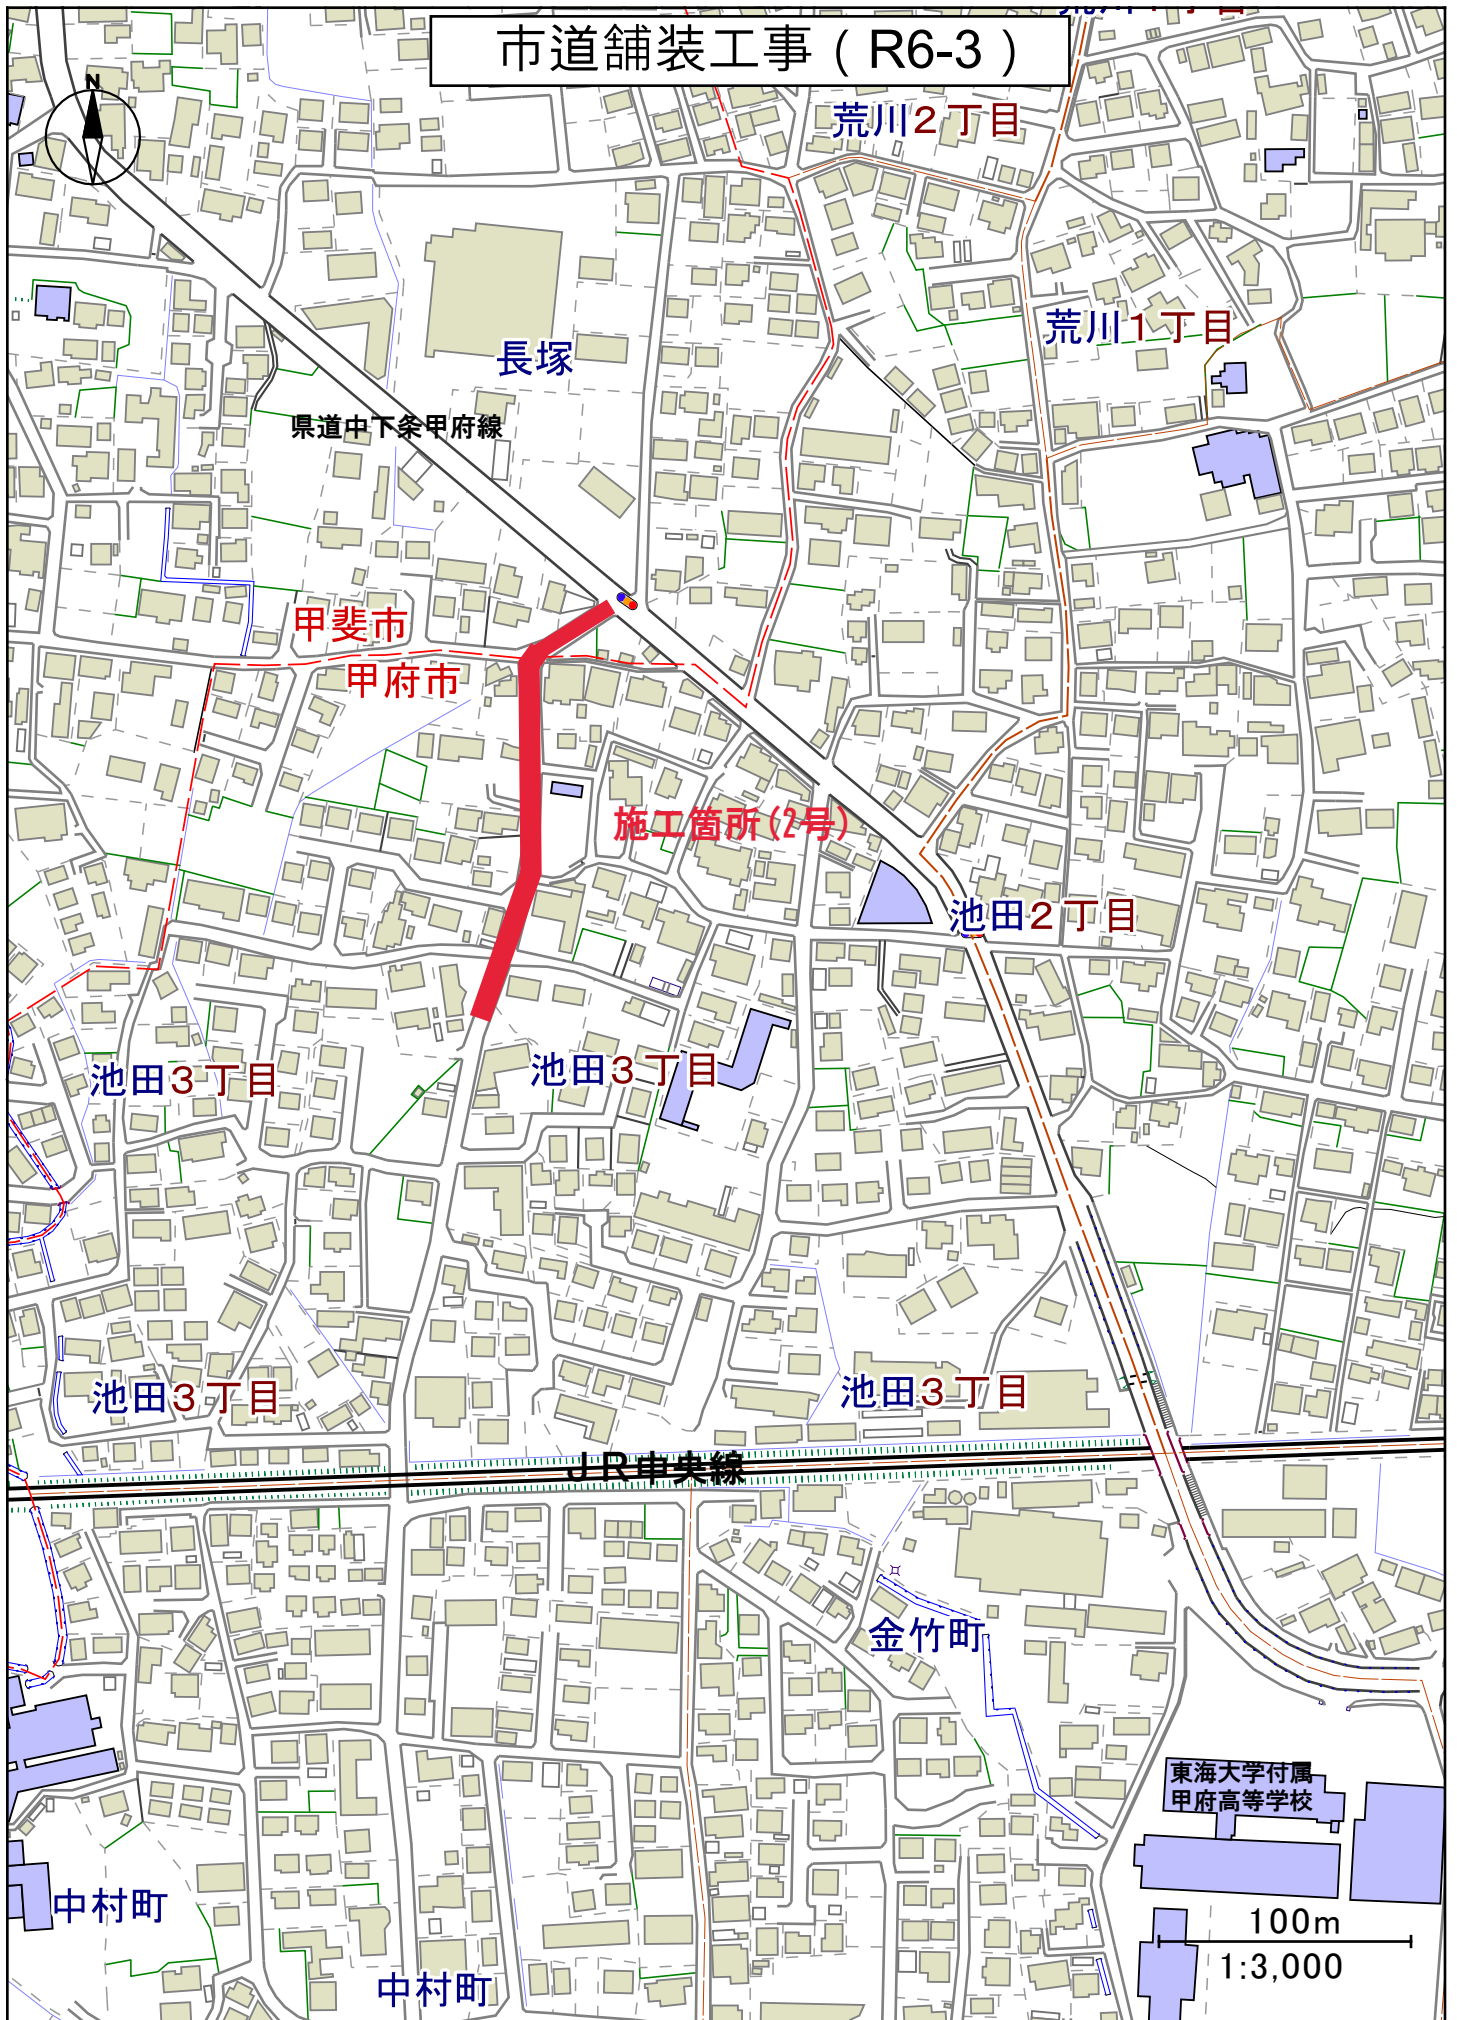 市道舗装工事（R6-3）
N
荒川２丁目
荒川１丁目
長塚
県道中下条甲府線
甲斐市
甲府市
施工箇所(2号)
池田２丁目
池田３丁目
池田３丁目
池田３丁目
池田３丁目
ＪＲ中央線
金竹町
東海大学付属
甲府高等学校
中村町
中村町
100m
1:3,000